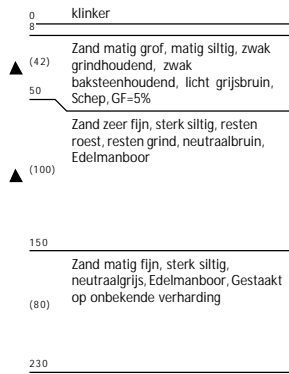 0 klinker
8
Zand matig grof, matig siltig, zwak
(42) grindhoudend, zwak
baksteenhoudend, licht grijsbruin,
50 Schep, GF=5%
Zand zeer fijn, sterk siltig, resten
roest, resten grind, neutraalbruin,
Edelmanboor
(100)
150
Zand matig fijn, sterk siltig,
neutraalgrijs, Edelmanboor, Gestaakt
op onbekende verharding
(80)
230